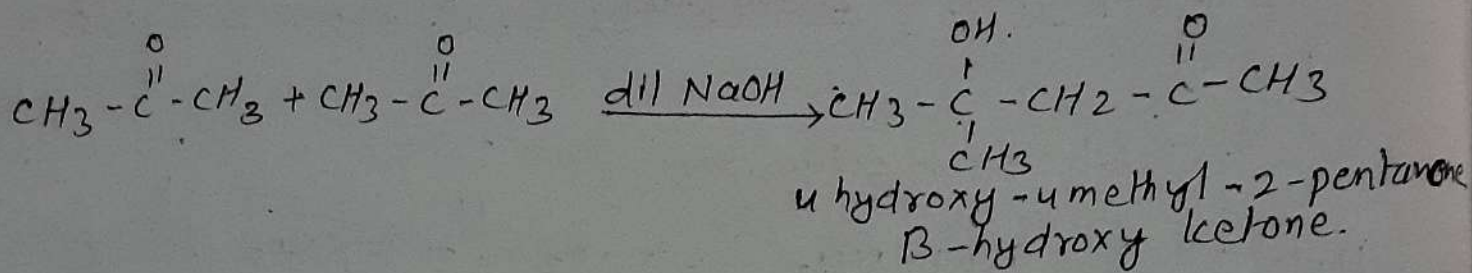 O O OH. O
|| || | ||
CH3-C-CH3 + CH3-C-CH3 dil NaOH → CH3-C-CH2-C-CH3
|
CH3
4 hydroxy-4methyl-2-pentanone
β-hydroxy ketone.